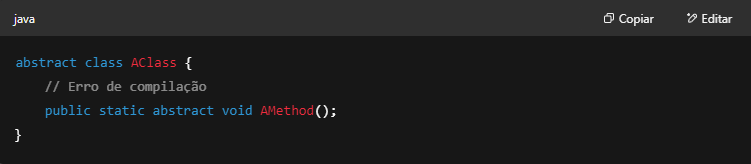 java Copiar Editar
abstract class AClass {
    // Erro de compilação
    public static abstract void AMethod();
}